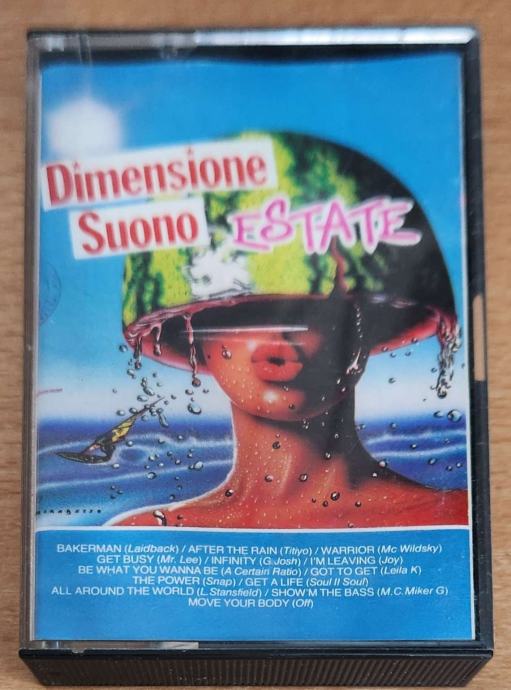 Dimensione
Suono ESTATE
BAKERMAN (Laidback) / AFTER THE RAIN (Titiyo) / WARRIOR (Mc Wildsky)
GET BUSY (Mr. Lee) / INFINITY (G.Josh) / I'M LEAVING (Joy)
BE WHAT YOU WANNA BE (A Certain Ratio) / GOT TO GET (Leila K)
THE POWER (Snap) / GET A LIFE (Soul II Soul)
ALL AROUND THE WORLD (L.Stansfield) / SHOW'M THE BASS (M.C.Miker G)
MOVE YOUR BODY (Off)